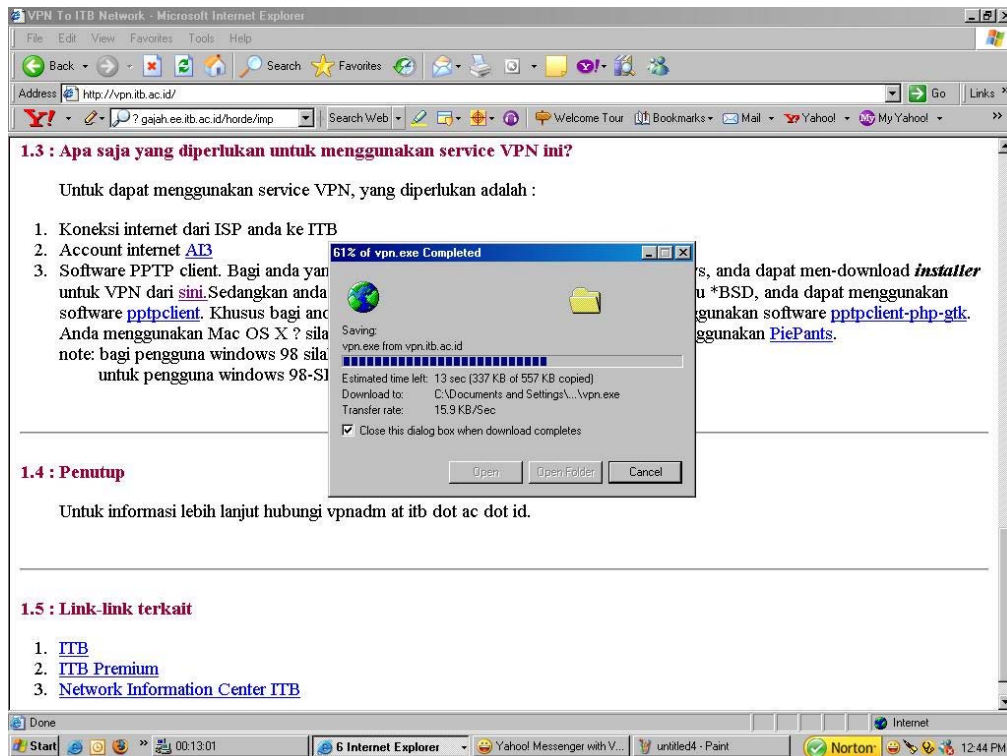 VPN To ITB Network - Microsoft Internet Explorer
File Edit View Favorites Tools Help
Back Search Favorites
Address http://vpn.itb.ac.id/ Go Links »
Y! ? gajah.ee.itb.ac.id/horde/imp Search Web Welcome Tour Bookmarks Mail Yahoo! My Yahoo! »
1.3 : Apa saja yang diperlukan untuk menggunakan service VPN ini?
Untuk dapat menggunakan service VPN, yang diperlukan adalah :
1. Koneksi internet dari ISP anda ke ITB
2. Account internet AI3
3. Software PPTP client. Bagi anda yan s, anda dapat men-download installer
untuk VPN dari sini.Sedangkan anda u *BSD, anda dapat menggunakan
software pptpclient. Khusus bagi and gunakan software pptpclient-php-gtk.
Anda menggunakan Mac OS X ? sila ggunakan PiePants.
note: bagi pengguna windows 98 sila
untuk pengguna windows 98-SI
61% of vpn.exe Completed
Saving:
vpn.exe from vpn.itb.ac.id
Estimated time left: 13 sec (337 KB of 557 KB copied)
Download to: C:\Documents and Settings\...\vpn.exe
Transfer rate: 15.9 KB/Sec
Close this dialog box when download completes
Open Open Folder Cancel
1.4 : Penutup
Untuk informasi lebih lanjut hubungi vpnadm at itb dot ac dot id.
1.5 : Link-link terkait
1. ITB
2. ITB Premium
3. Network Information Center ITB
Done Internet
Start » 00:13:01 6 Internet Explorer Yahoo! Messenger with V... untitled4 - Paint Norton 12:44 PM